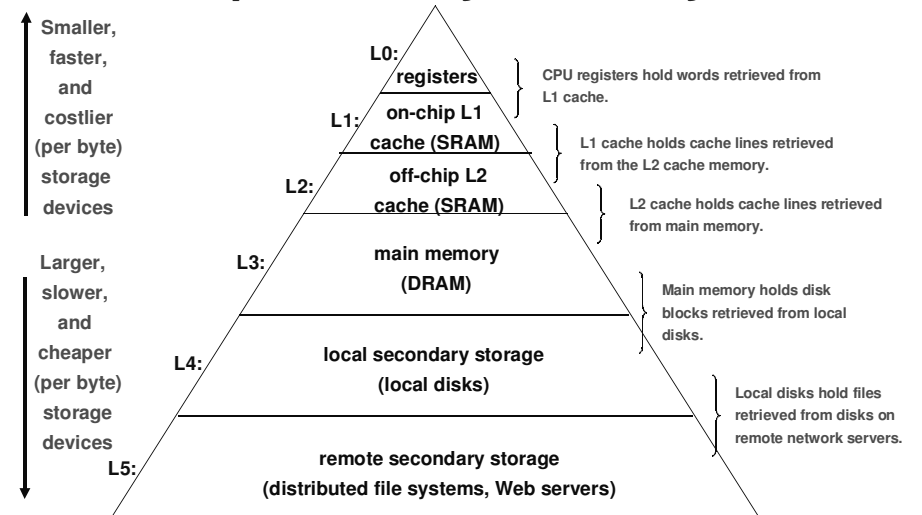 Smaller,
faster,
and
costlier
(per byte)
storage
devices
Larger,
slower,
and
cheaper
(per byte)
storage
devices
L0:
registers
L1:
on-chip L1
cache (SRAM)
L2:
off-chip L2
cache (SRAM)
L3:
main memory
(DRAM)
L4:
local secondary storage
(local disks)
L5:
remote secondary storage
(distributed file systems, Web servers)
CPU registers hold words retrieved from
L1 cache.
L1 cache holds cache lines retrieved
from the L2 cache memory.
L2 cache holds cache lines retrieved
from main memory.
Main memory holds disk
blocks retrieved from local
disks.
Local disks hold files
retrieved from disks on
remote network servers.